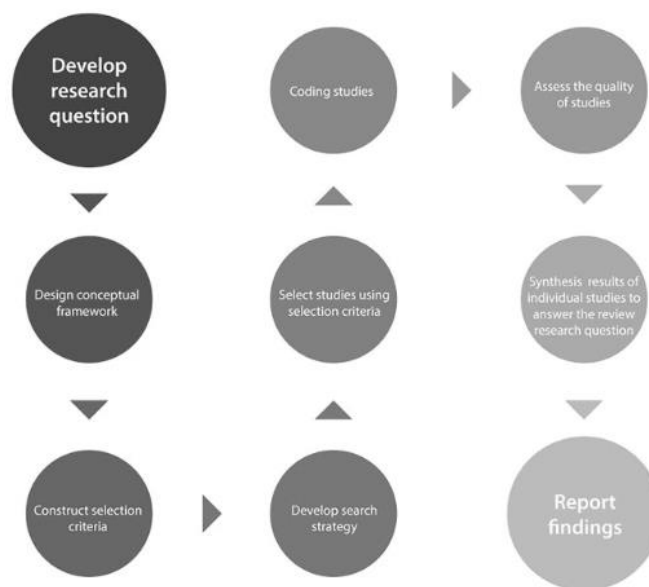 Develop
research
question
Design conceptual
framework
Construct selection
criteria
Develop search
strategy
Select studies using
selection criteria
Coding studies
Assess the quality
of studies
Synthesis results of
individual studies to
answer the review
research question
Report
findings